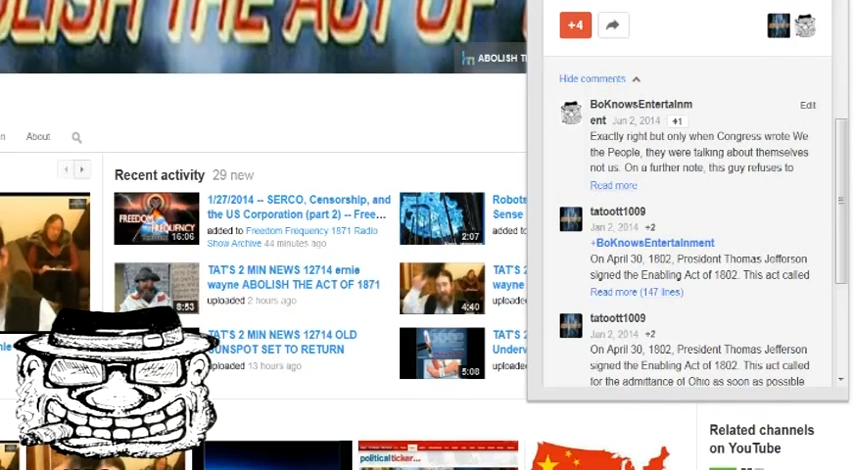 OLISH THE ACT OF
ABOLISH T
n
About
Recent activity 29 new
16:06
1/27/2014 -- SERCO, Censorship, and
the US Corporation (part 2) -- Free...
added to Freedom Frequency 1871 Radio
Show Archive 44 minutes ago
FREEDOM
FREQUENCY
2:07
Robots
Sense
added to
8:53
TAT'S 2 MIN NEWS 12714 ernie
wayne ABOLISH THE ACT OF 1871
uploaded 2 hours ago
4:40
TAT'S 2
wayne
uploaded
TAT'S 2 MIN NEWS 12714 OLD
UNSPOT SET TO RETURN
uploaded 13 hours ago
5:08
TAT'S 2
Underw
uploaded
politicalticker...
+4
Hide comments
BoKnowsEntertainm
ent Jun 2, 2014 +1
Edit
Exactly right but only when Congress wrote We
the People, they were talking about themselves
not us. On a further note, this guy refuses to
Read more
tatoott1009
Jan 2, 2014 +2
+BoKnowsEntertainment
On April 30, 1802, President Thomas Jefferson
signed the Enabling Act of 1802. This act called
Read more (147 lines)
tatoott1009
Jan 2, 2014 +2
On April 30, 1802, President Thomas Jefferson
signed the Enabling Act of 1802. This act called
for the admittance of Ohio as soon as possible
Related channels
on YouTube